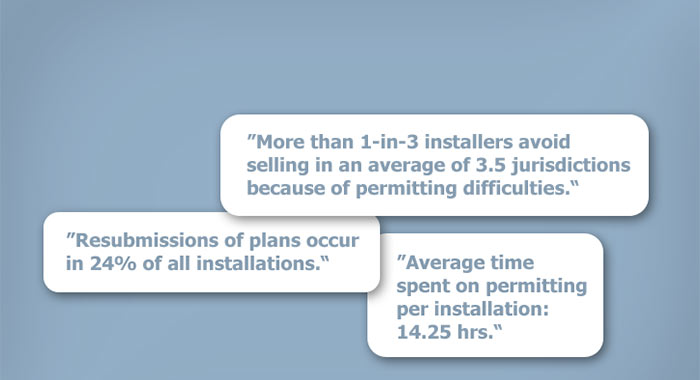 ”More than 1-in-3 installers avoid
selling in an average of 3.5 jurisdictions
because of permitting difficulties.“
”Resubmissions of plans occur
in 24% of all installations.“
”Average time
spent on permitting
per installation:
14.25 hrs.“